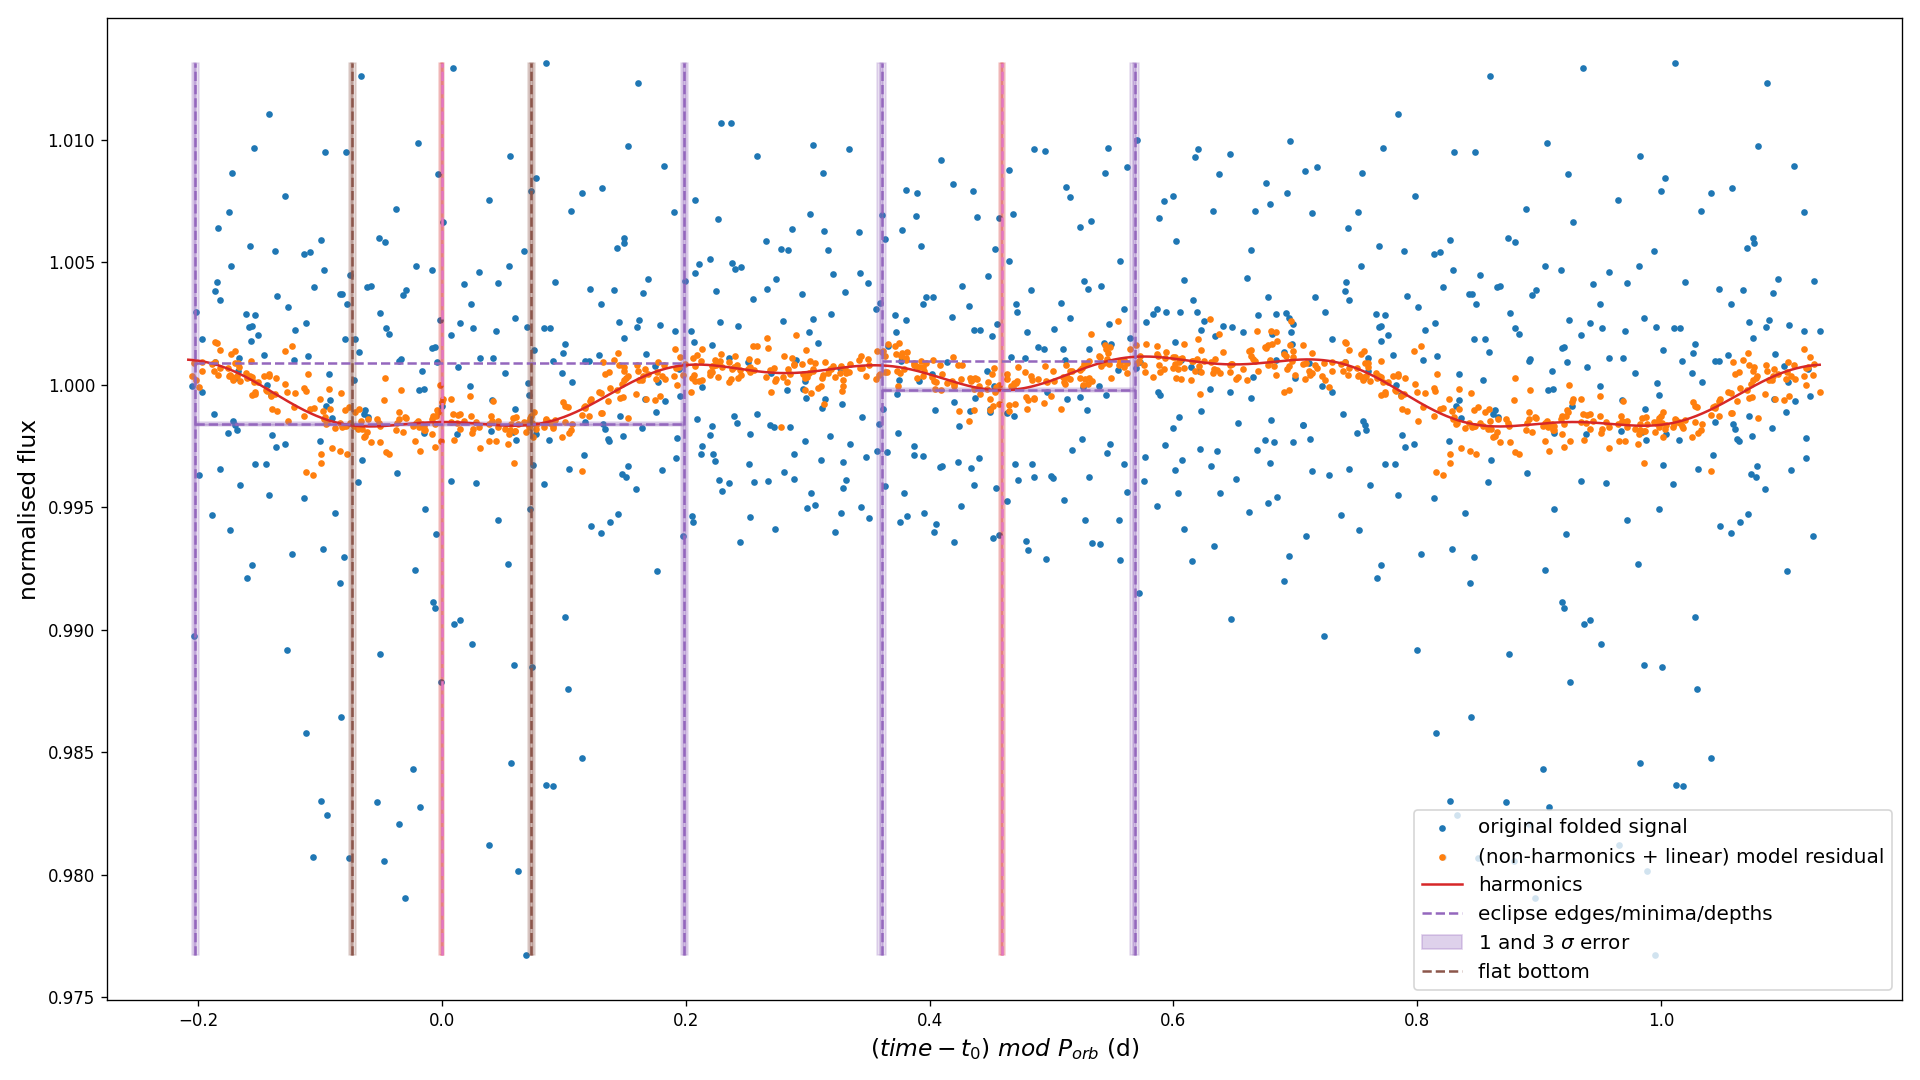 normalised flux
1.010
1.005
1.000
0.995
0.990
0.985
0.980
0.975
−0.2 0.0 0.2 0.4 0.6 0.8 1.0
(time − t₀) mod P_orb (d)
original folded signal
(non-harmonics + linear) model residual
harmonics
eclipse edges/minima/depths
1 and 3 σ error
flat bottom